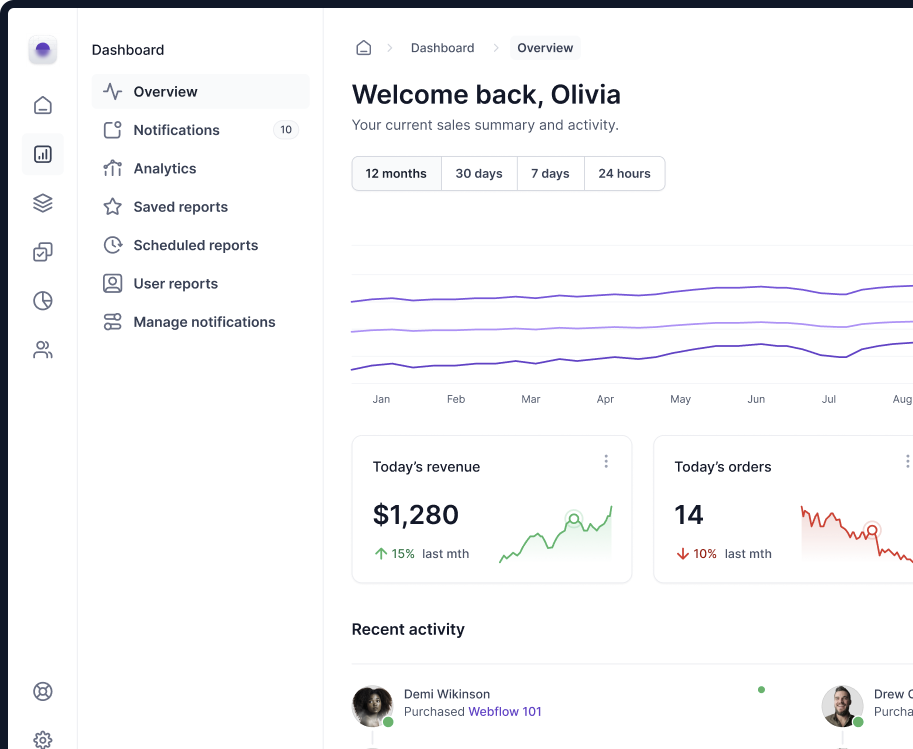 Dashboard
Overview
Notifications 10
Analytics
Saved reports
Scheduled reports
User reports
Manage notifications
Dashboard Overview
Welcome back, Olivia
Your current sales summary and activity.
12 months 30 days 7 days 24 hours
Jan Feb Mar Apr May Jun Jul Aug
Today’s revenue
$1,280
15% last mth
Today’s orders
14
10% last mth
Recent activity
Demi Wikinson
Purchased Webflow 101
Drew